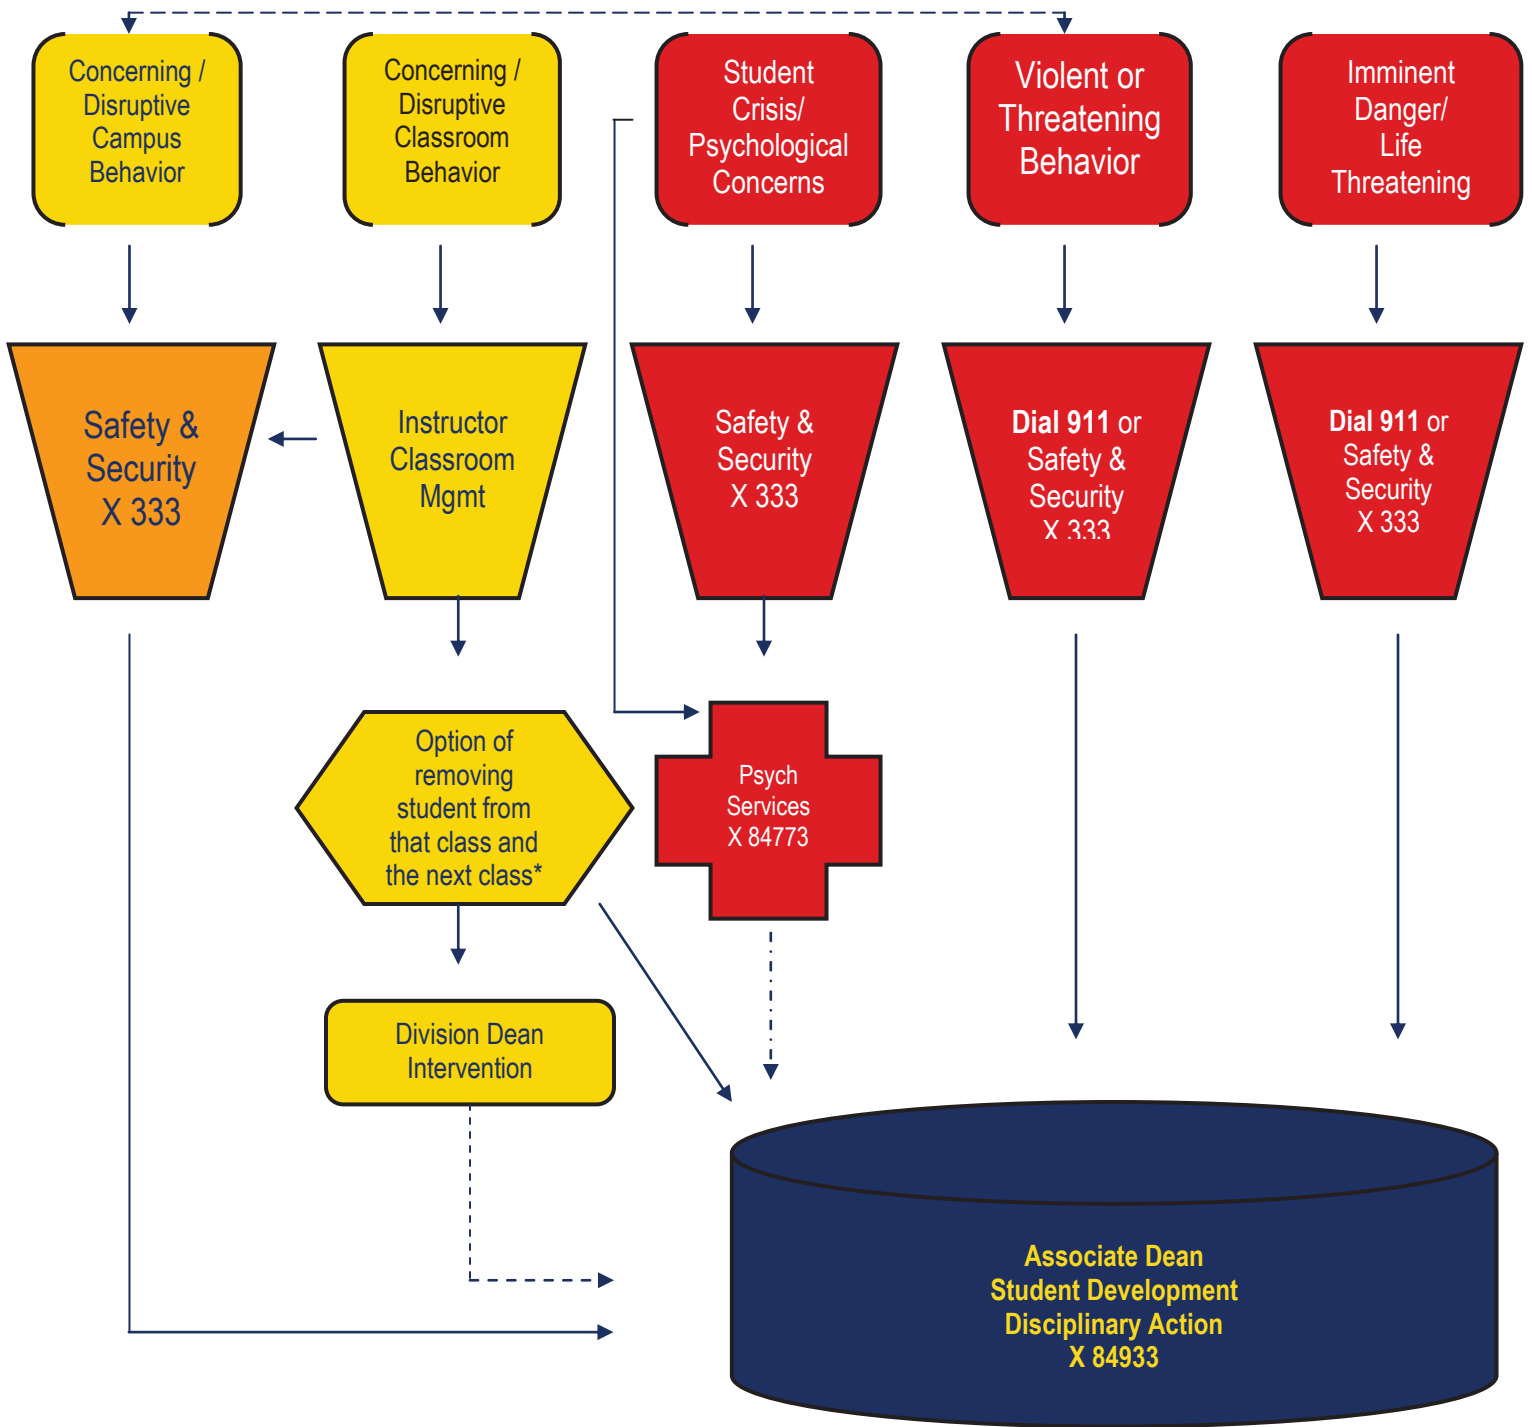 Concerning /
Disruptive
Campus
Behavior
Concerning /
Disruptive
Classroom
Behavior
Student
Crisis/
Psychological
Concerns
Violent or
Threatening
Behavior
Imminent
Danger/
Life
Threatening
Safety &
Security
X 333
Instructor
Classroom
Mgmt
Safety &
Security
X 333
Dial 911 or
Safety &
Security
X 333
Dial 911 or
Safety &
Security
X 333
Option of
removing
student from
that class and
the next class*
Psych
Services
X 84773
Division Dean
Intervention
Associate Dean
Student Development
Disciplinary Action
X 84933